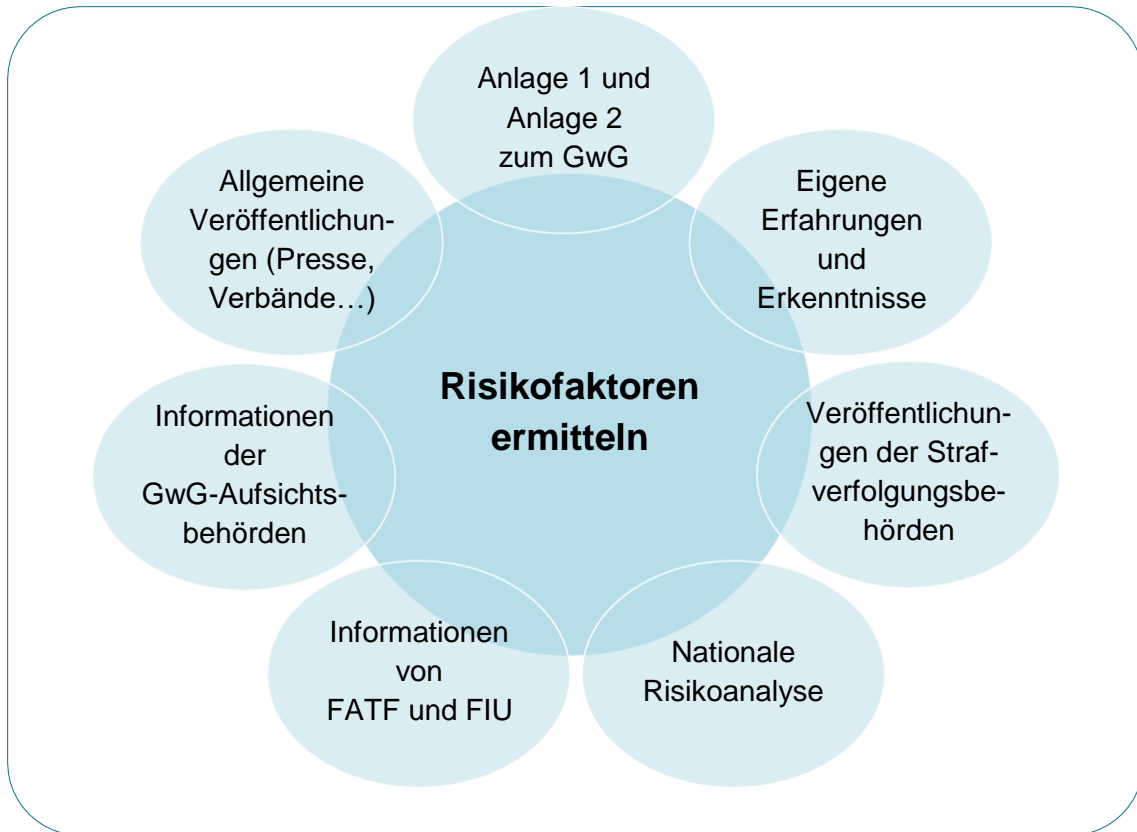 Anlage 1 und
Anlage 2
zum GwG
Eigene
Erfahrungen
und
Erkenntnisse
Veröffentlichun-
gen der Straf-
verfolgungsbe-
hörden
Nationale
Risikoanalyse
Informationen
von
FATF und FIU
Informationen
der
GwG-Aufsichts-
behörden
Allgemeine
Veröffentlichun-
gen (Presse,
Verbände…)
Risikofaktoren
ermitteln